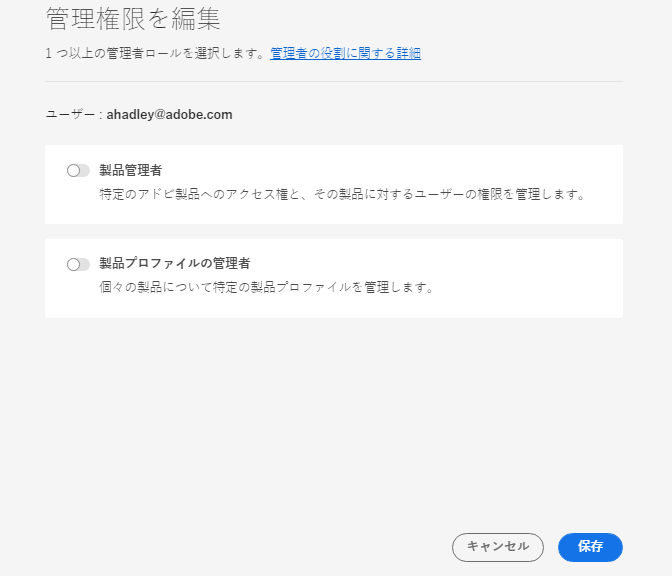 管理権限を編集
1 つ以上の管理者ロールを選択します。管理者の役割に関する詳細
ユーザー : ahadley@adobe.com
製品管理者
特定のアドビ製品へのアクセス権と、その製品に対するユーザーの権限を管理します。
製品プロファイルの管理者
個々の製品について特定の製品プロファイルを管理します。
キャンセル
保存